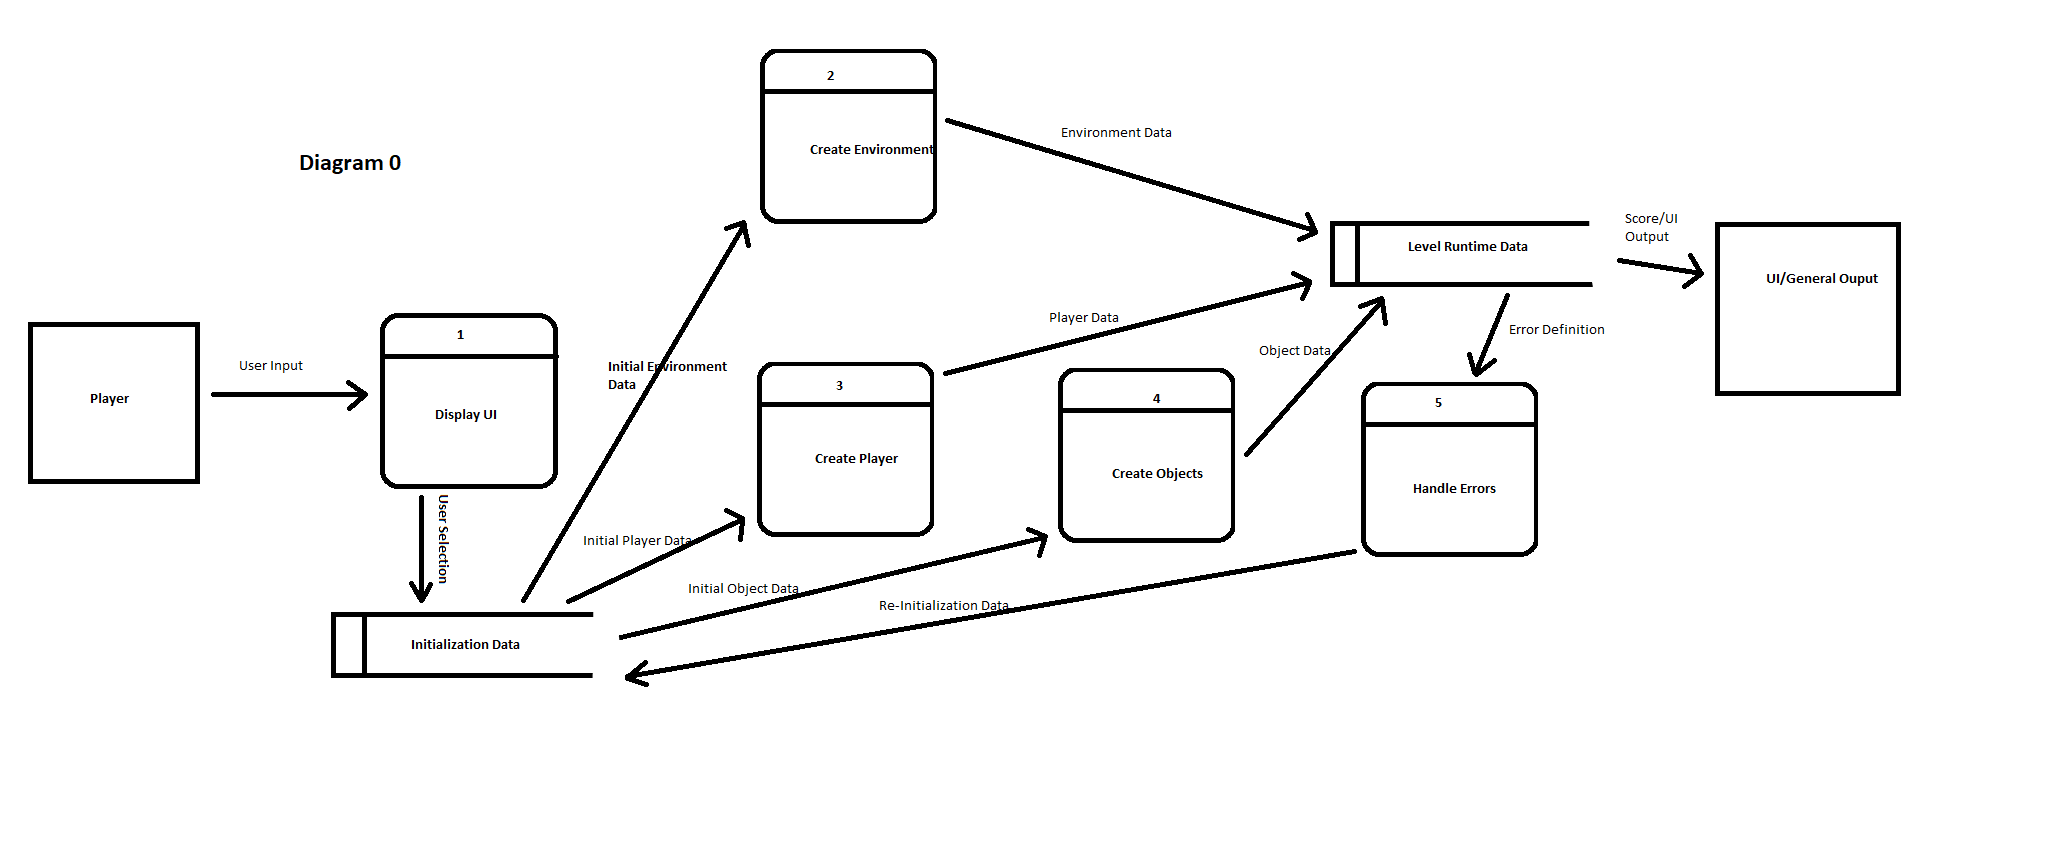 2
Create Environment
Environment Data
Diagram 0
Score/UI
Output
Level Runtime Data
UI/General Ouput
1
User Input
Display UI
Player
Initial Environment
Data
Player Data
Object Data
Error Definition
3
Create Player
4
Create Objects
5
Handle Errors
User Selection
Initial Player Data
Initial Object Data
Re-Initialization Data
Initialization Data